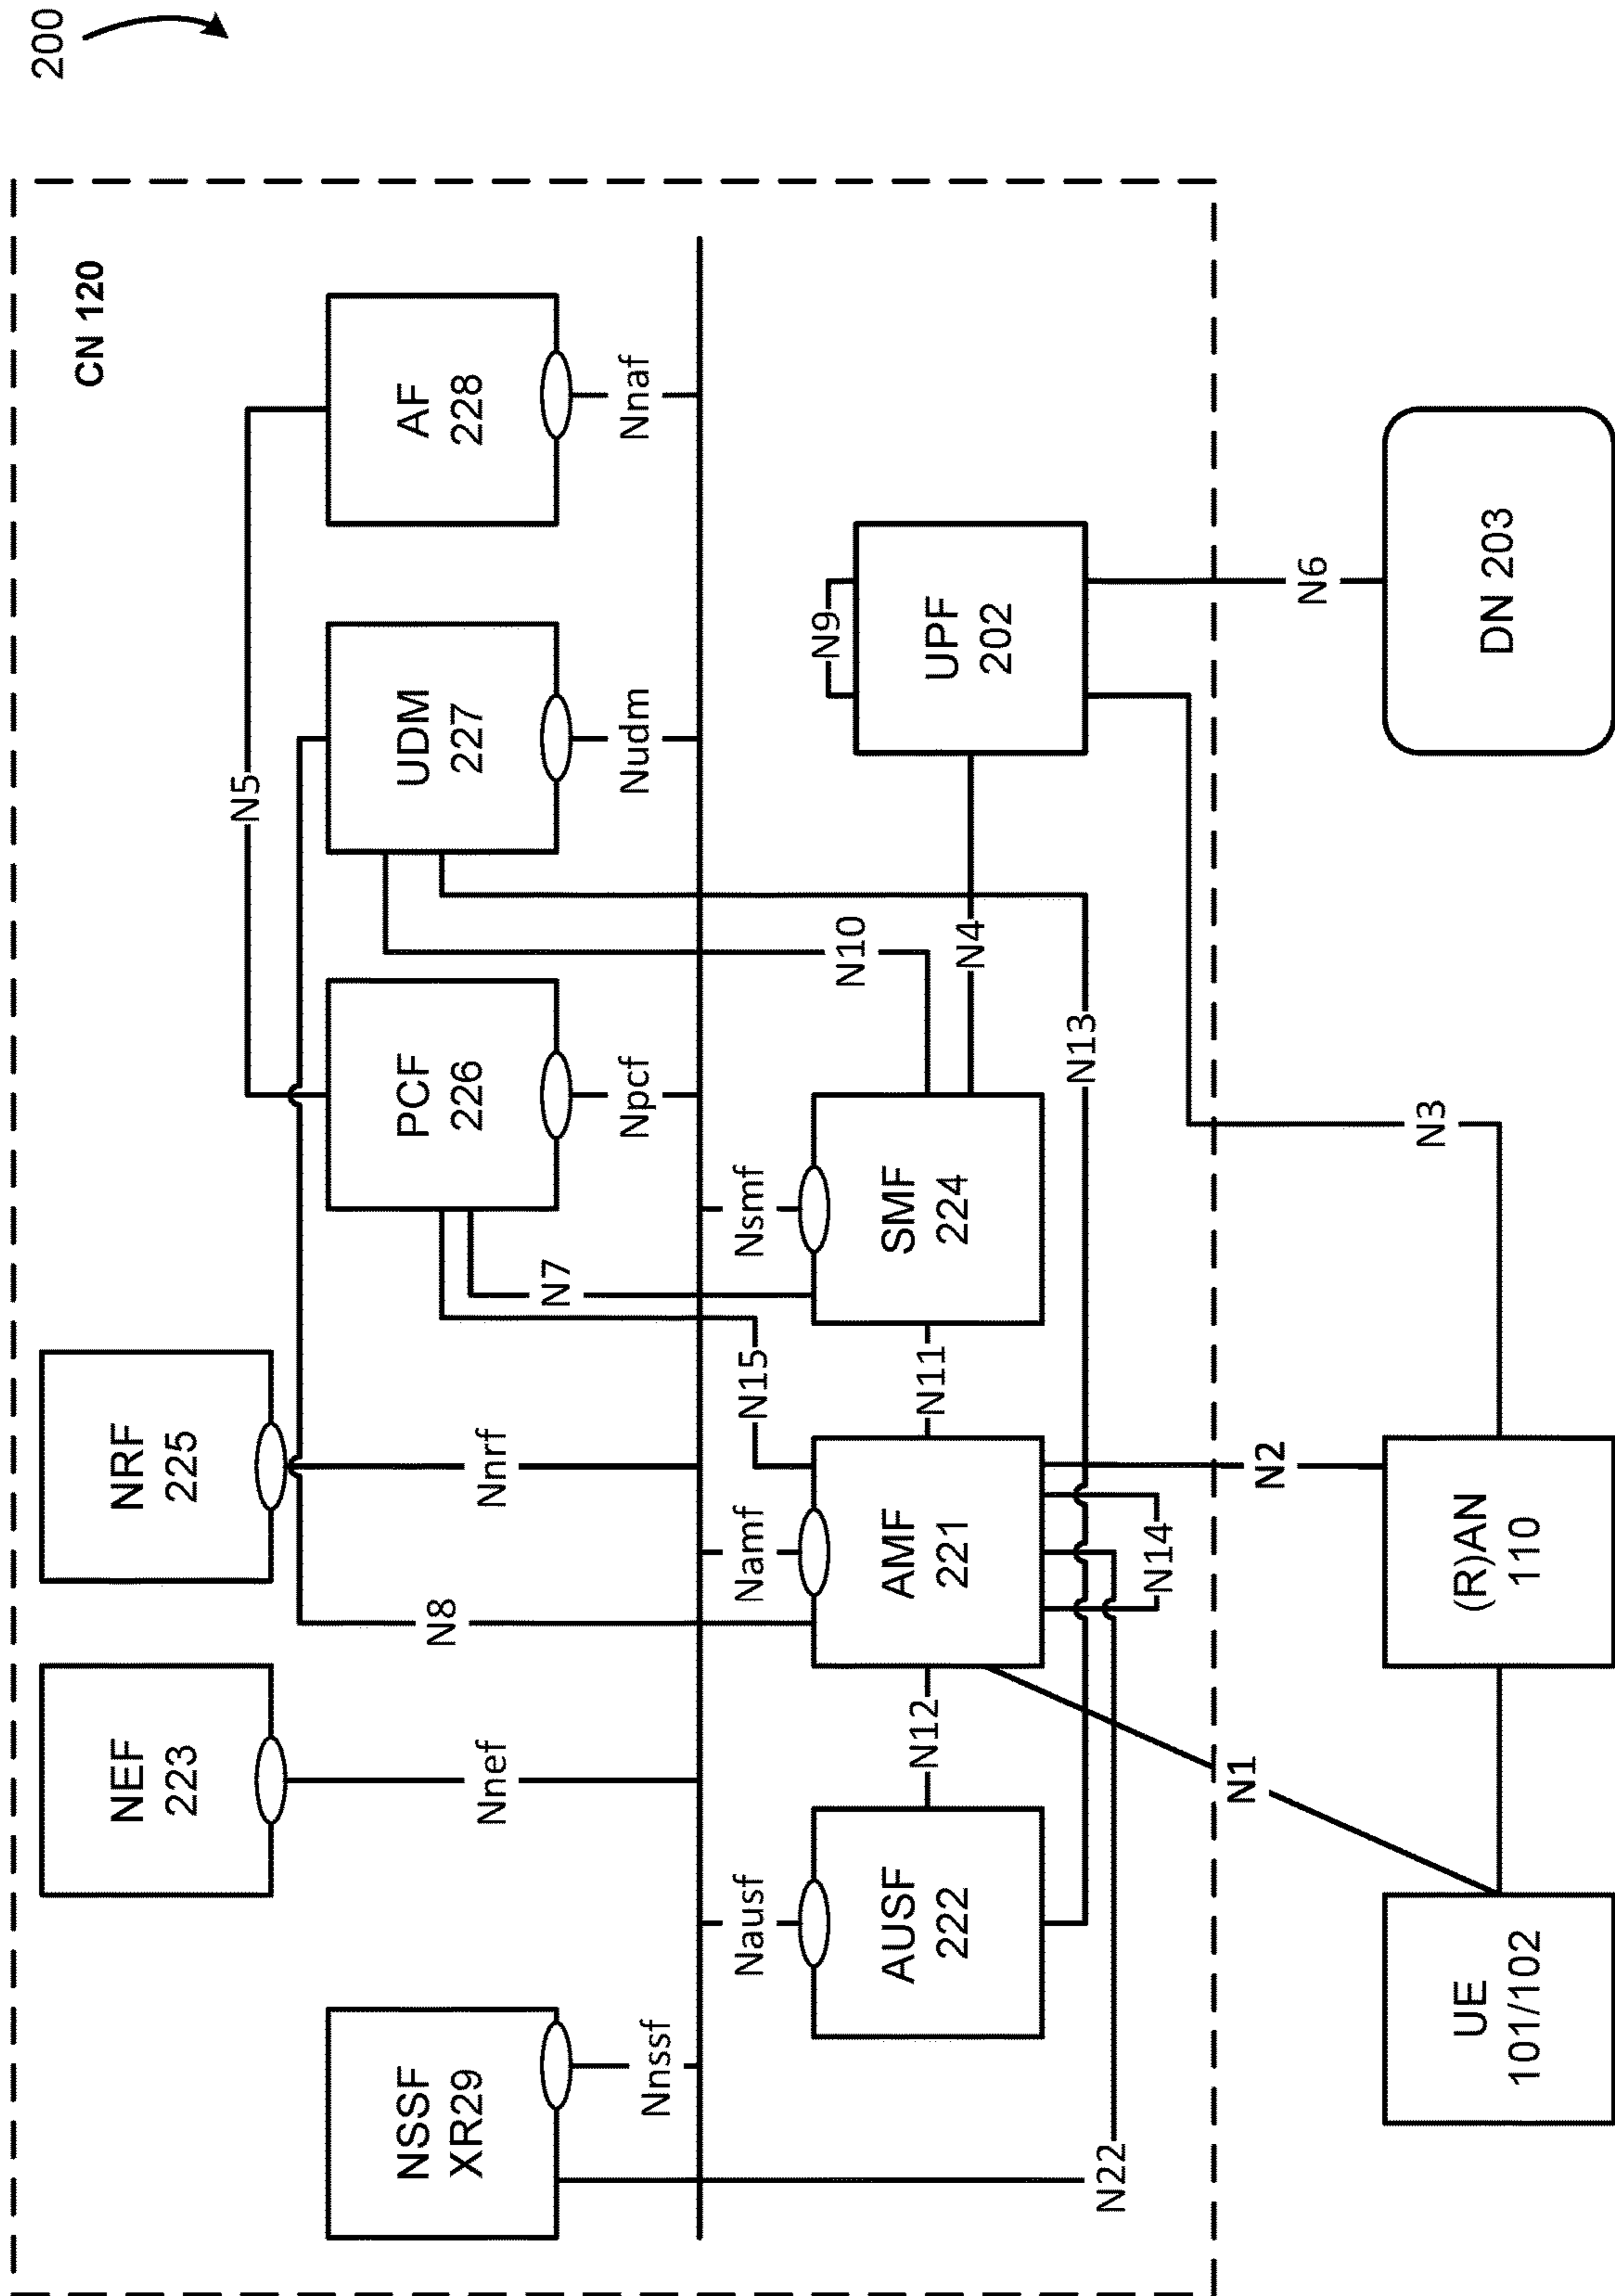 200
CN 120
NEF
223
NRF
225
N5
NSSF
XR29
N8
PCF
226
UDM
227
AF
228
Nnef
Nnrf
N7
Nnssf
Npcf
Nudm
Nnaf
Nausf
Namf
N15
Nsmf
N10
N9
AUSF
222
N12
AMF
221
N11
SMF
224
N4
UPF
202
N13
N22
N14
N1
N2
N3
N6
UE
101/102
(R)AN
110
DN 203